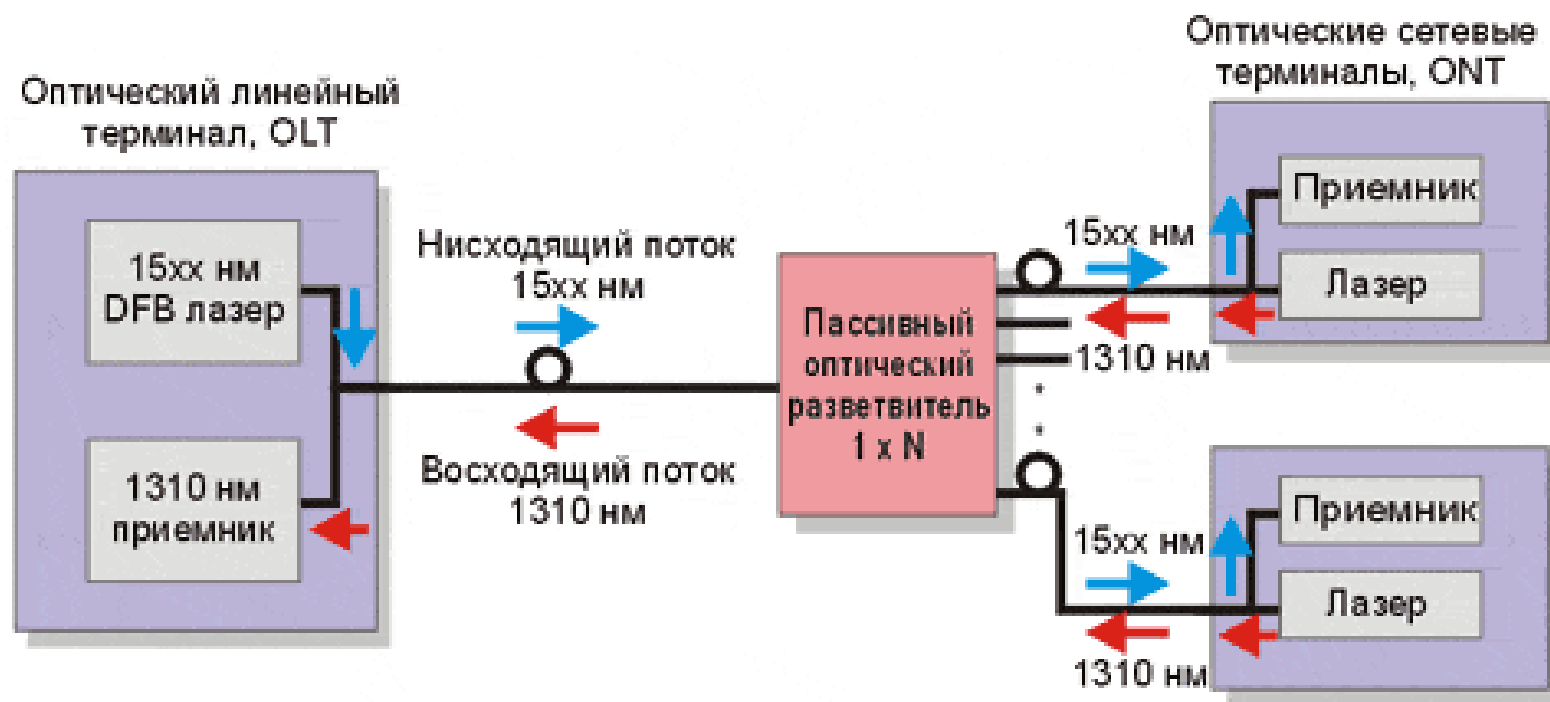 Оптический линейный
терминал, OLT
15xx нм
DFB лазер
1310 нм
приемник
Нисходящий поток
15xx нм
Восходящий поток
1310 нм
Пассивный
оптический
разветвитель
1 x N
Оптические сетевые
терминалы, ONT
15xx нм
1310 нм
Приемник
Лазер
15xx нм
1310 нм
Приемник
Лазер